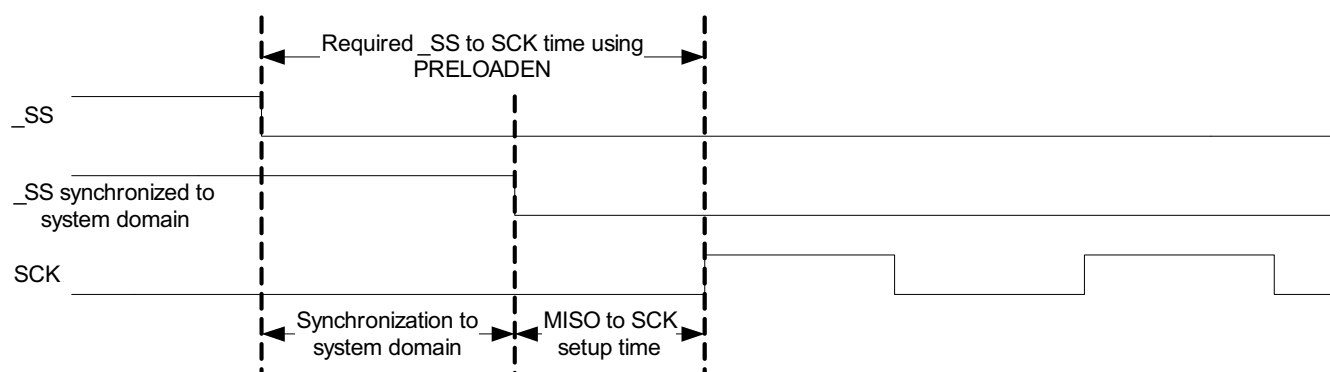 Required _SS to SCK time using
PRELOADEN
_SS
_SS synchronized to
system domain
SCK
Synchronization to
system domain
MISO to SCK
setup time